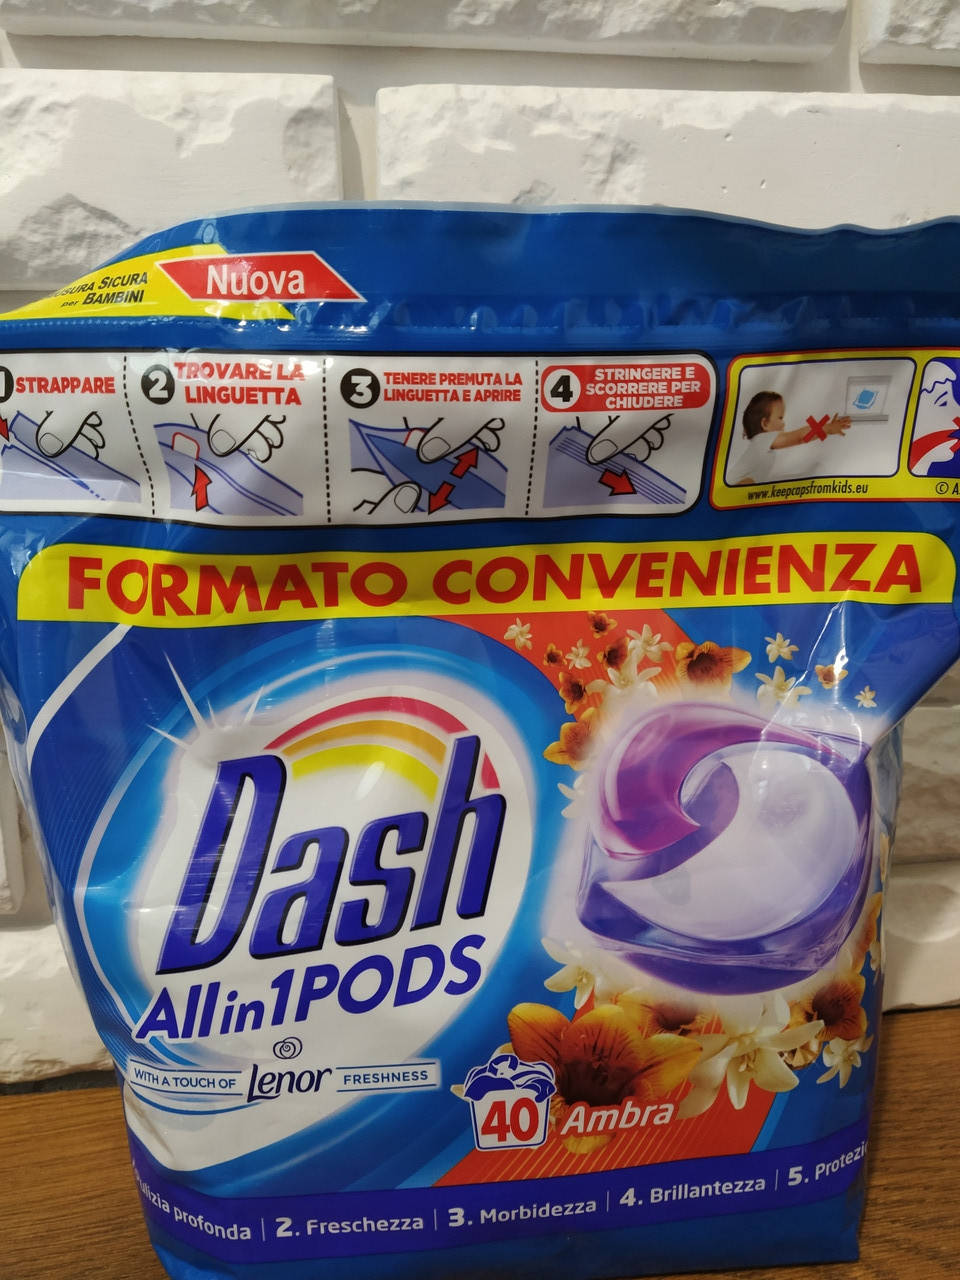 SICURA
per BAMBINI
Nuova
1 STRAPPARE
2 TROVARE LA
LINGUETTA
3 TENERE PREMUTA LA
LINGUETTA E APRIRE
4 STRINGERE E
SCORRERE PER
CHIUDERE
www.keepcapsfromkids.eu
© A.
FORMATO CONVENIENZA
Dash
All in 1 PODS
WITH A TOUCH OF Lenor FRESHNESS
40 Ambra
profonda | 2. Freschezza | 3. Morbidezza | 4. Brillantezza | 5.